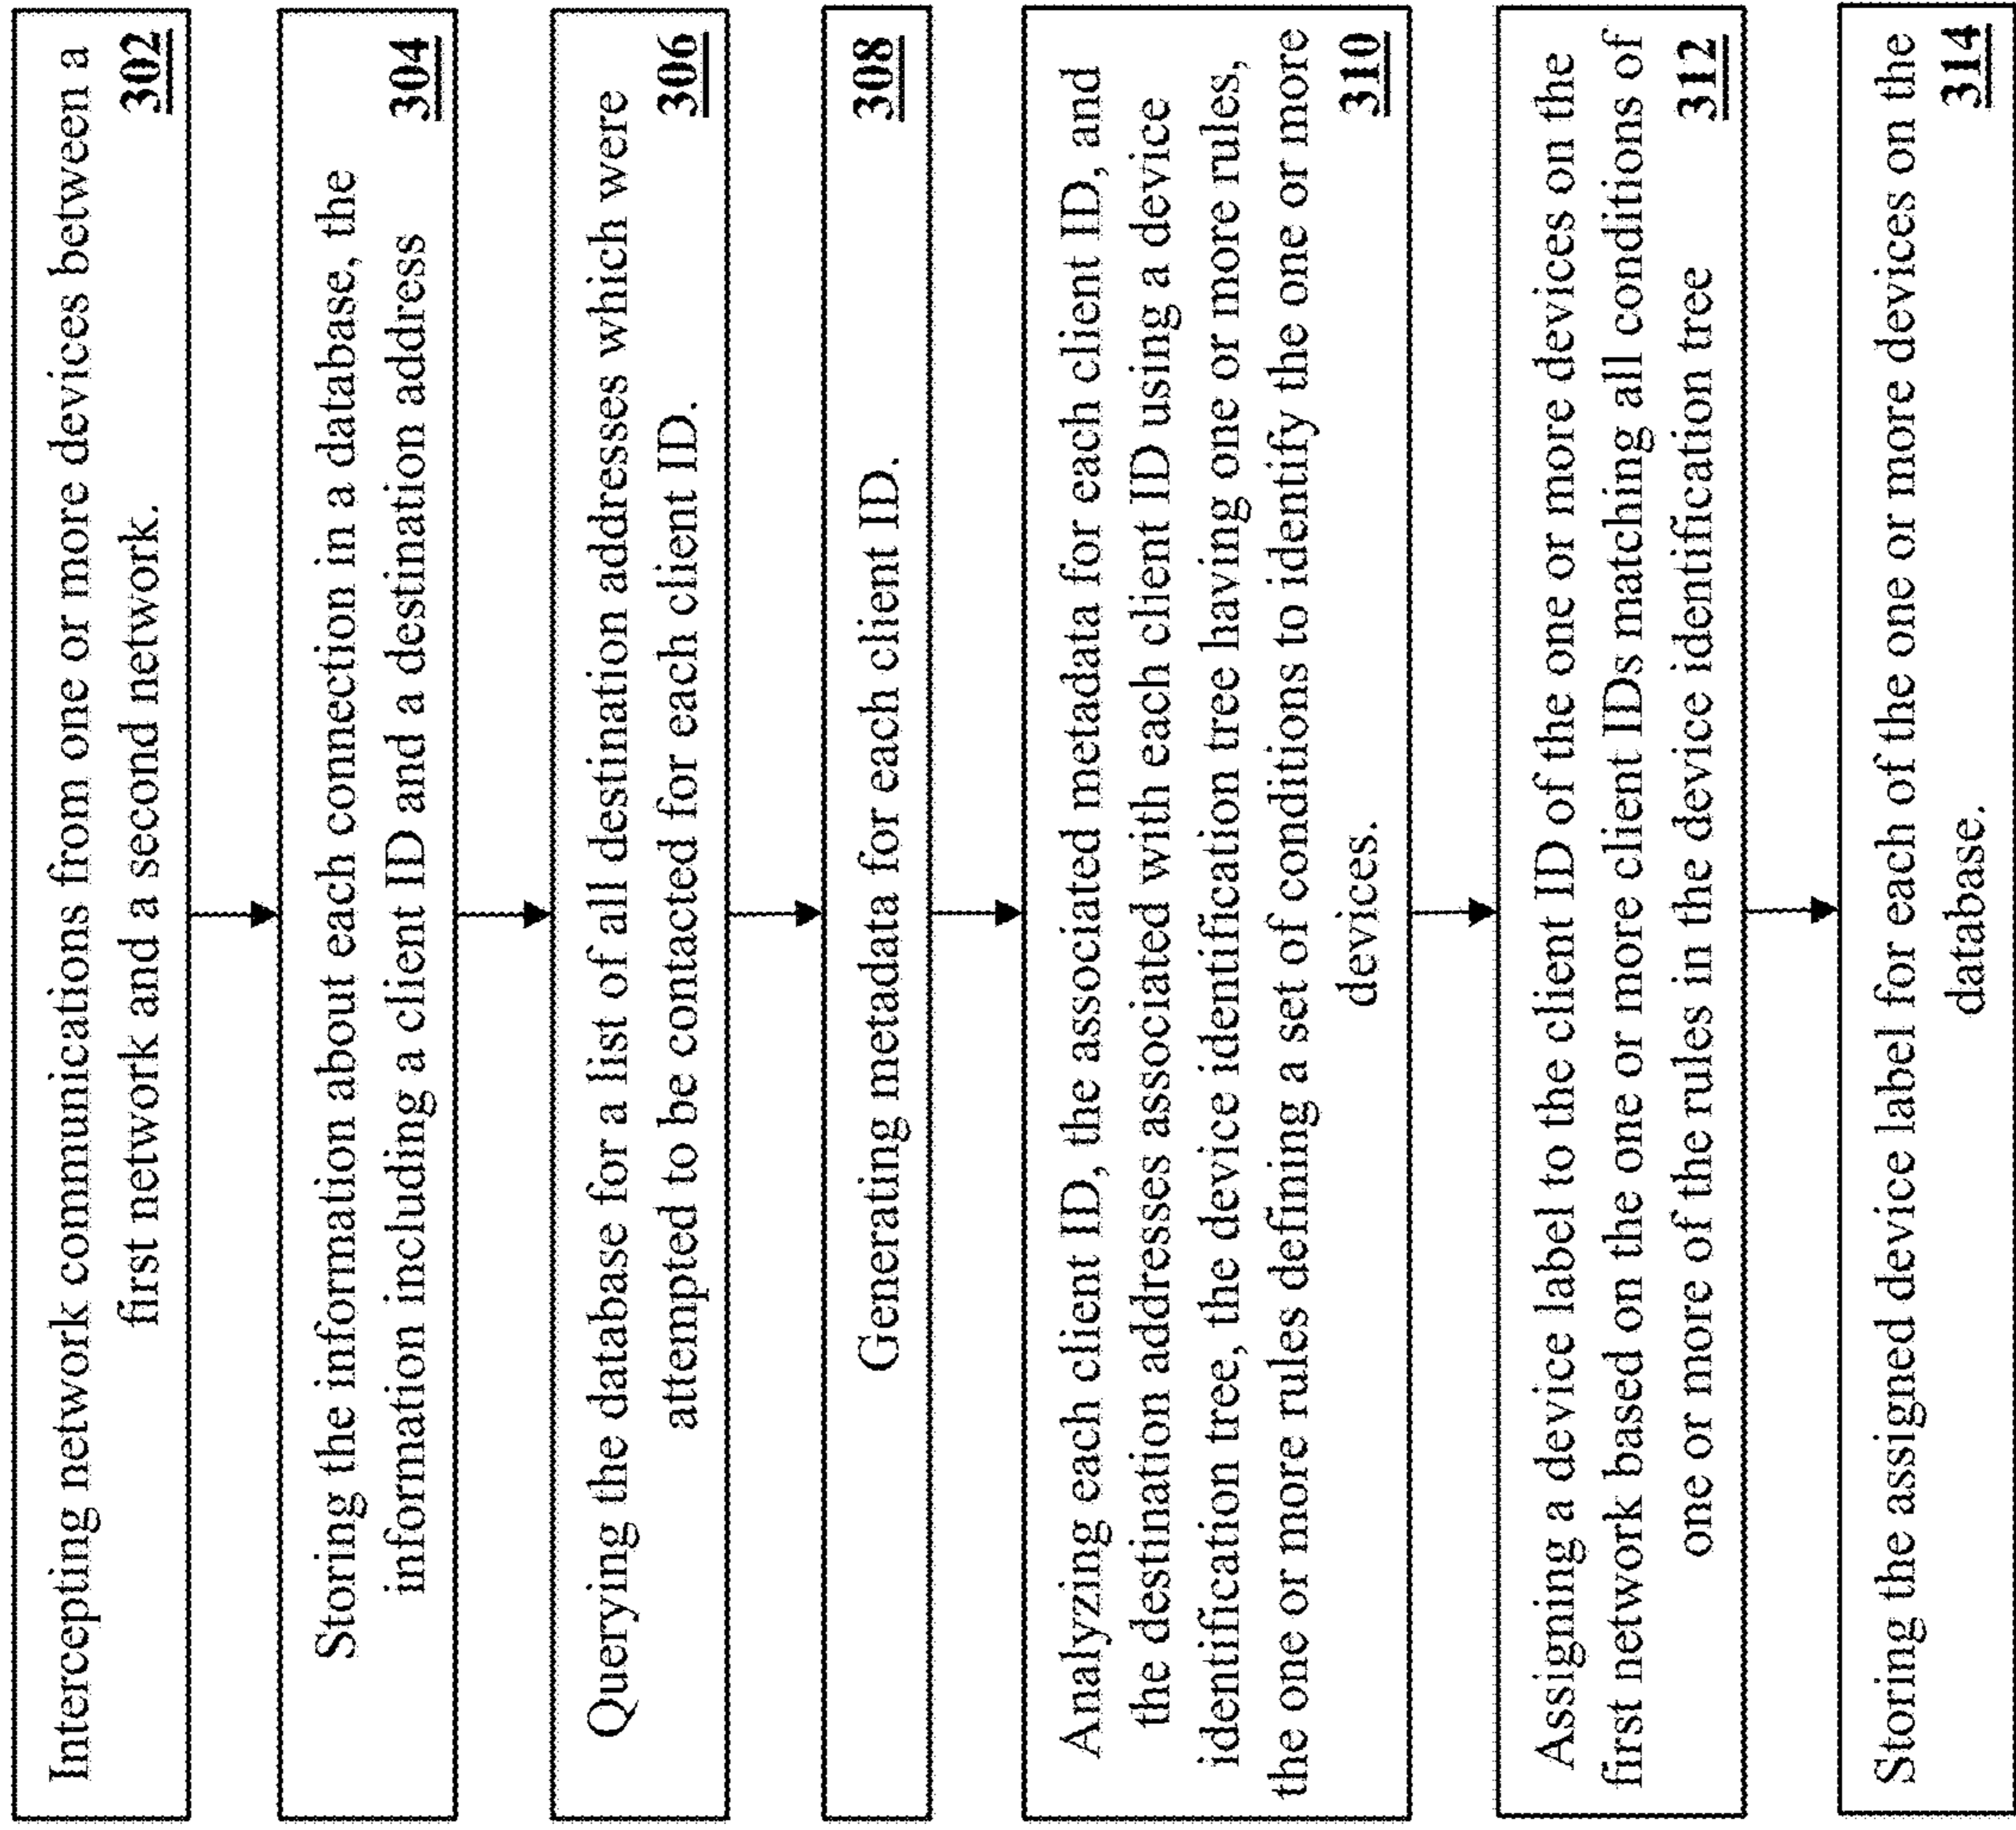 Intercepting network communications from one or more devices between a
first network and a second network.
302
Storing the information about each connection in a database, the
information including a client ID and a destination address
304
Querying the database for a list of all destination addresses which were
attempted to be contacted for each client ID.
306
Generating metadata for each client ID.
308
Analyzing each client ID, the associated metadata for each client ID, and
the destination addresses associated with each client ID using a device
identification tree, the device identification tree having one or more rules,
the one or more rules defining a set of conditions to identify the one or more
devices.
310
Assigning a device label to the client ID of the one or more devices on the
first network based on the one or more client IDs matching all conditions of
one or more of the rules in the device identification tree
312
Storing the assigned device label for each of the one or more devices on the
database.
314